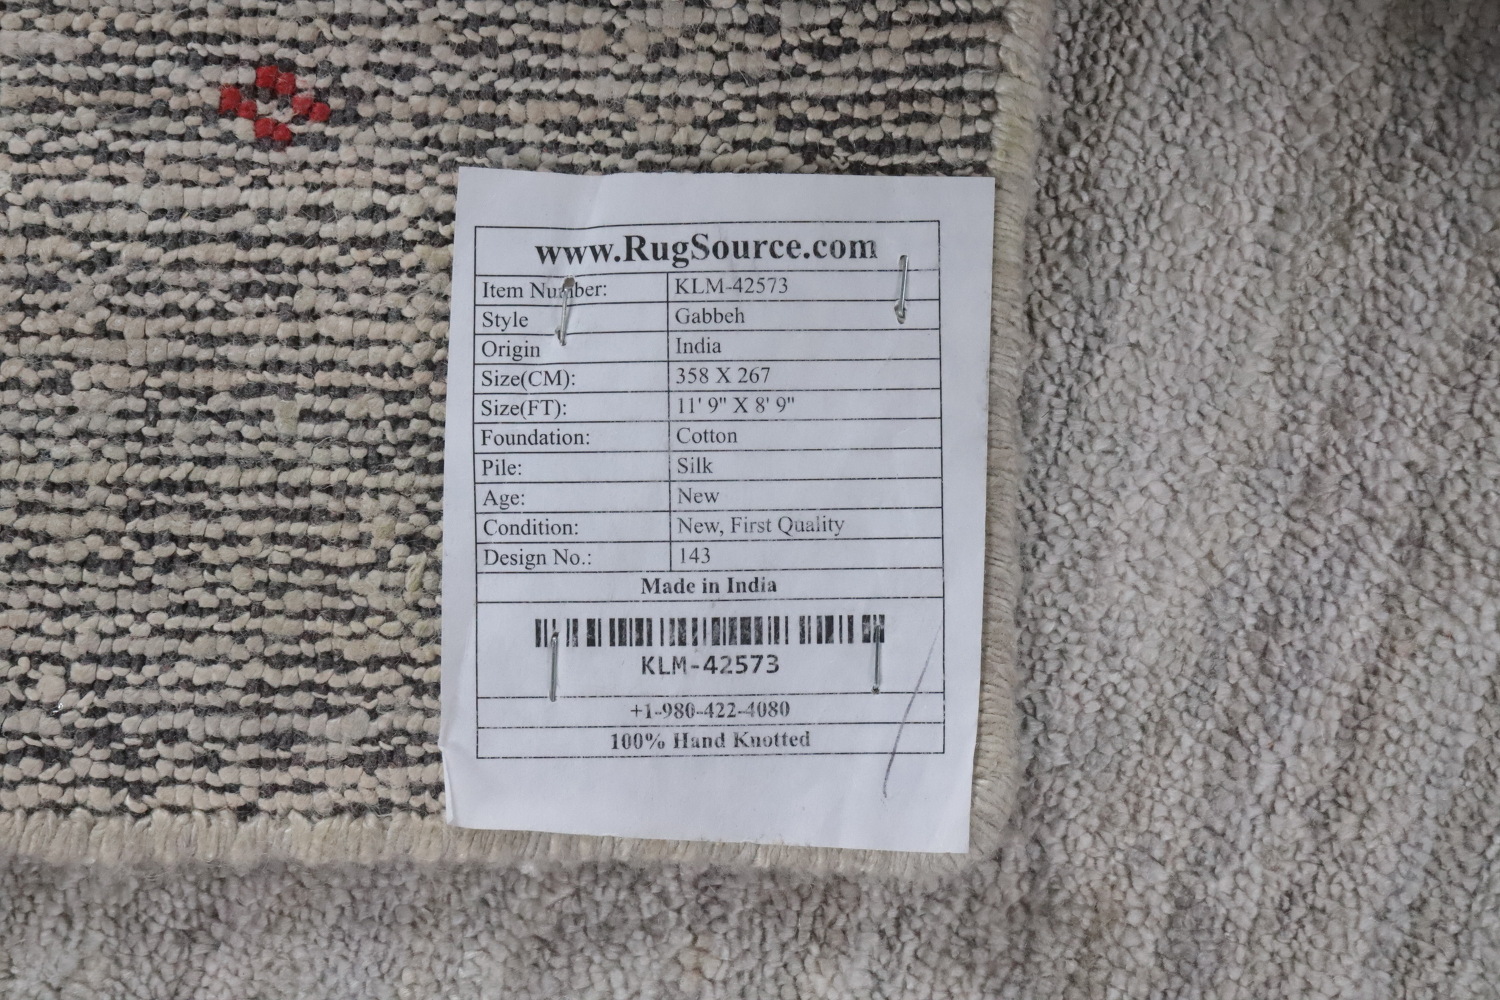 www.RugSource.com
Item Number: KLM-42573
Style Gabbeh
Origin India
Size(CM): 358 X 267
Size(FT): 11' 9" X 8' 9"
Foundation: Cotton
Pile: Silk
Age: New
Condition: New, First Quality
Design No.: 143
Made in India
KLM-42573
+1-980-422-4080
100% Hand Knotted